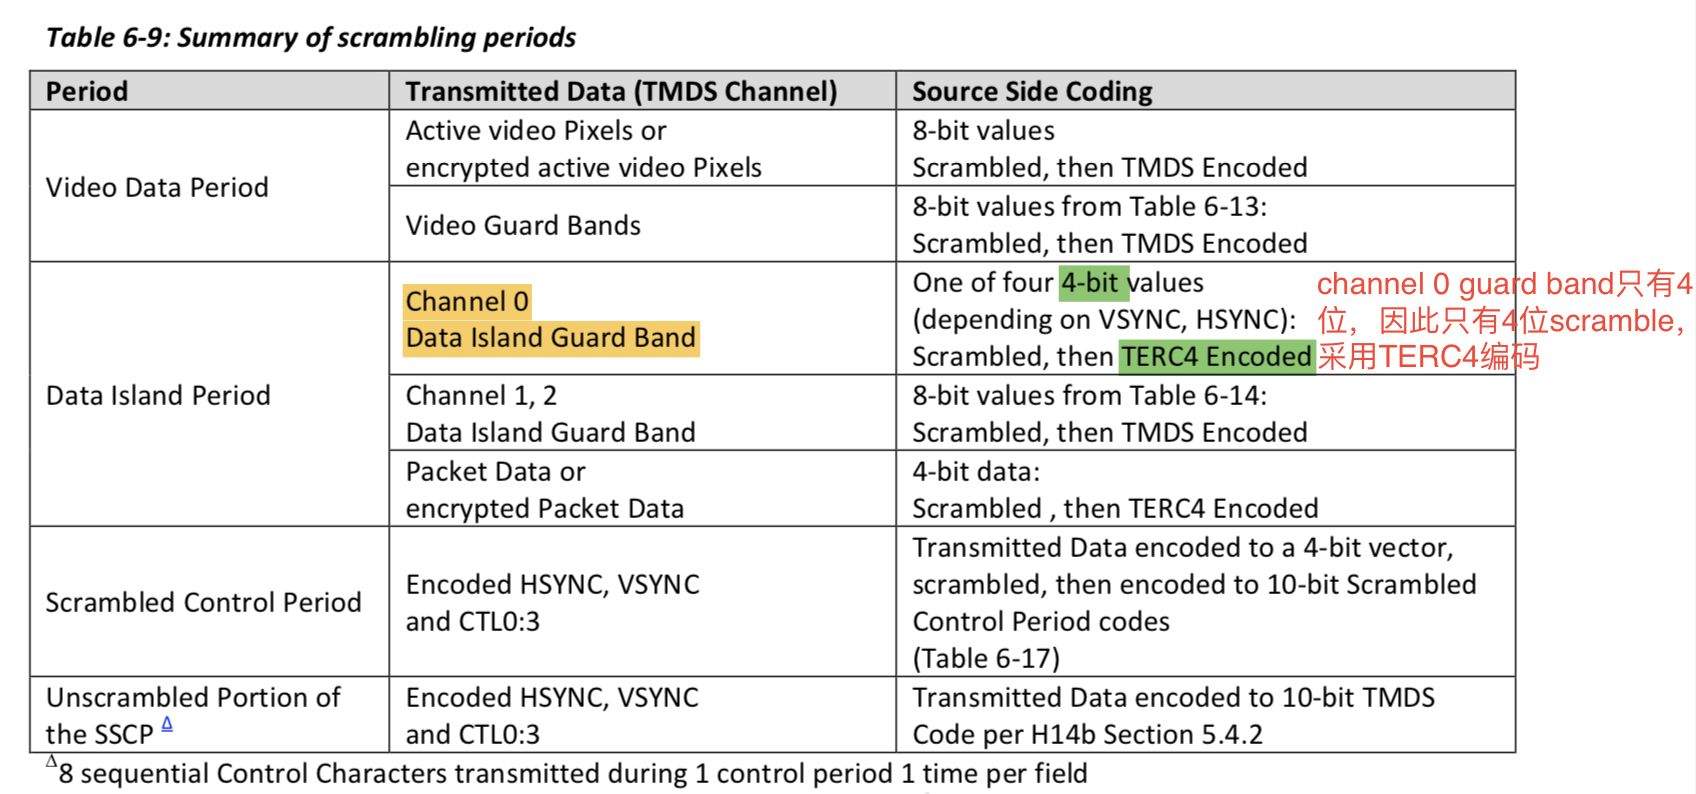 Table 6-9: Summary of scrambling periods
Period
Transmitted Data (TMDS Channel)
Source Side Coding
Video Data Period
Active video Pixels or
encrypted active video Pixels
8-bit values
Scrambled, then TMDS Encoded
Video Guard Bands
8-bit values from Table 6-13:
Scrambled, then TMDS Encoded
Data Island Period
Channel 0
Data Island Guard Band
One of four 4-bit values
(depending on VSYNC, HSYNC):
Scrambled, then TERC4 Encoded
channel 0 guard band只有4
位，因此只有4位scramble，
采用TERC4编码
Channel 1, 2
Data Island Guard Band
8-bit values from Table 6-14:
Scrambled, then TMDS Encoded
Packet Data or
encrypted Packet Data
4-bit data:
Scrambled , then TERC4 Encoded
Scrambled Control Period
Encoded HSYNC, VSYNC
and CTL0:3
Transmitted Data encoded to a 4-bit vector,
scrambled, then encoded to 10-bit Scrambled
Control Period codes
(Table 6-17)
Unscrambled Portion of
the SSCP Δ
Encoded HSYNC, VSYNC
and CTL0:3
Transmitted Data encoded to 10-bit TMDS
Code per H14b Section 5.4.2
Δ8 sequential Control Characters transmitted during 1 control period 1 time per field